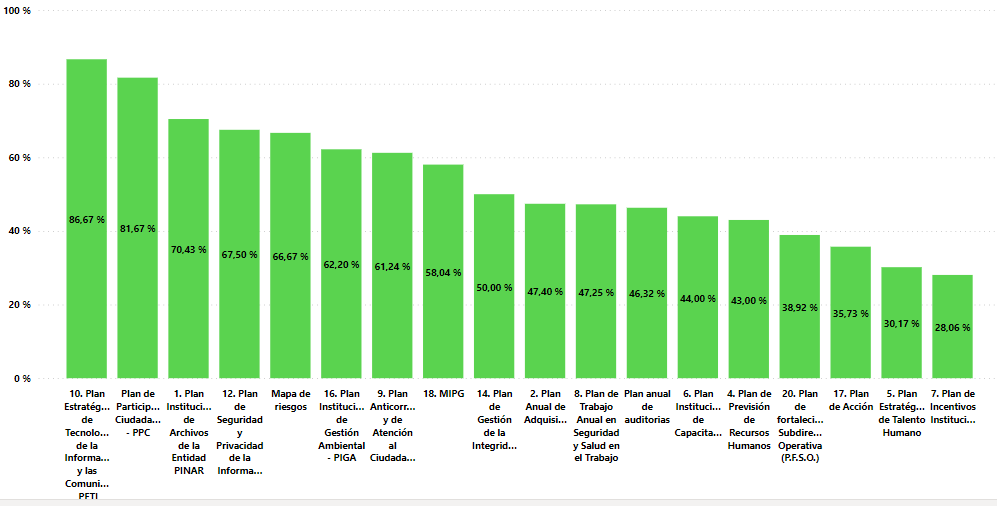 100 %
80 %
60 %
40 %
20 %
0 %
86,67 %
81,67 %
70,43 %
67,50 %
66,67 %
62,20 %
61,24 %
58,04 %
50,00 %
47,40 %
47,25 %
46,32 %
44,00 %
43,00 %
38,92 %
35,73 %
30,17 %
28,06 %
10. Plan
Estratég...
de
Tecnolo...
de la
Informa...
y las
Comuni...
PETI
Plan de
Particip...
Ciudada...
- PPC
1. Plan
Instituci...
de
Archivos
de la
Entidad
PINAR
12. Plan
de
Seguridad
y
Privacidad
de la
Informa...
Mapa de
riesgos
16. Plan
Instituci...
de
Gestión
Ambiental
- PIGA
9. Plan
Anticorr...
y de
Atención
al
Ciudada...
18. MIPG
14. Plan
de
Gestión
de la
Integrid...
2. Plan
Anual de
Adquisi...
8. Plan de
Trabajo
Anual en
Seguridad
y Salud en
el Trabajo
Plan anual
de
auditorias
6. Plan
Instituci...
de
Capacita...
4. Plan de
Previsión
de
Recursos
Humanos
20. Plan
de
fortaleci...
Subdire...
Operativa
(P.F.S.O.)
17. Plan
de Acción
5. Plan
Estratég...
de Talento
Humano
7. Plan de
Incentivos
Instituci...